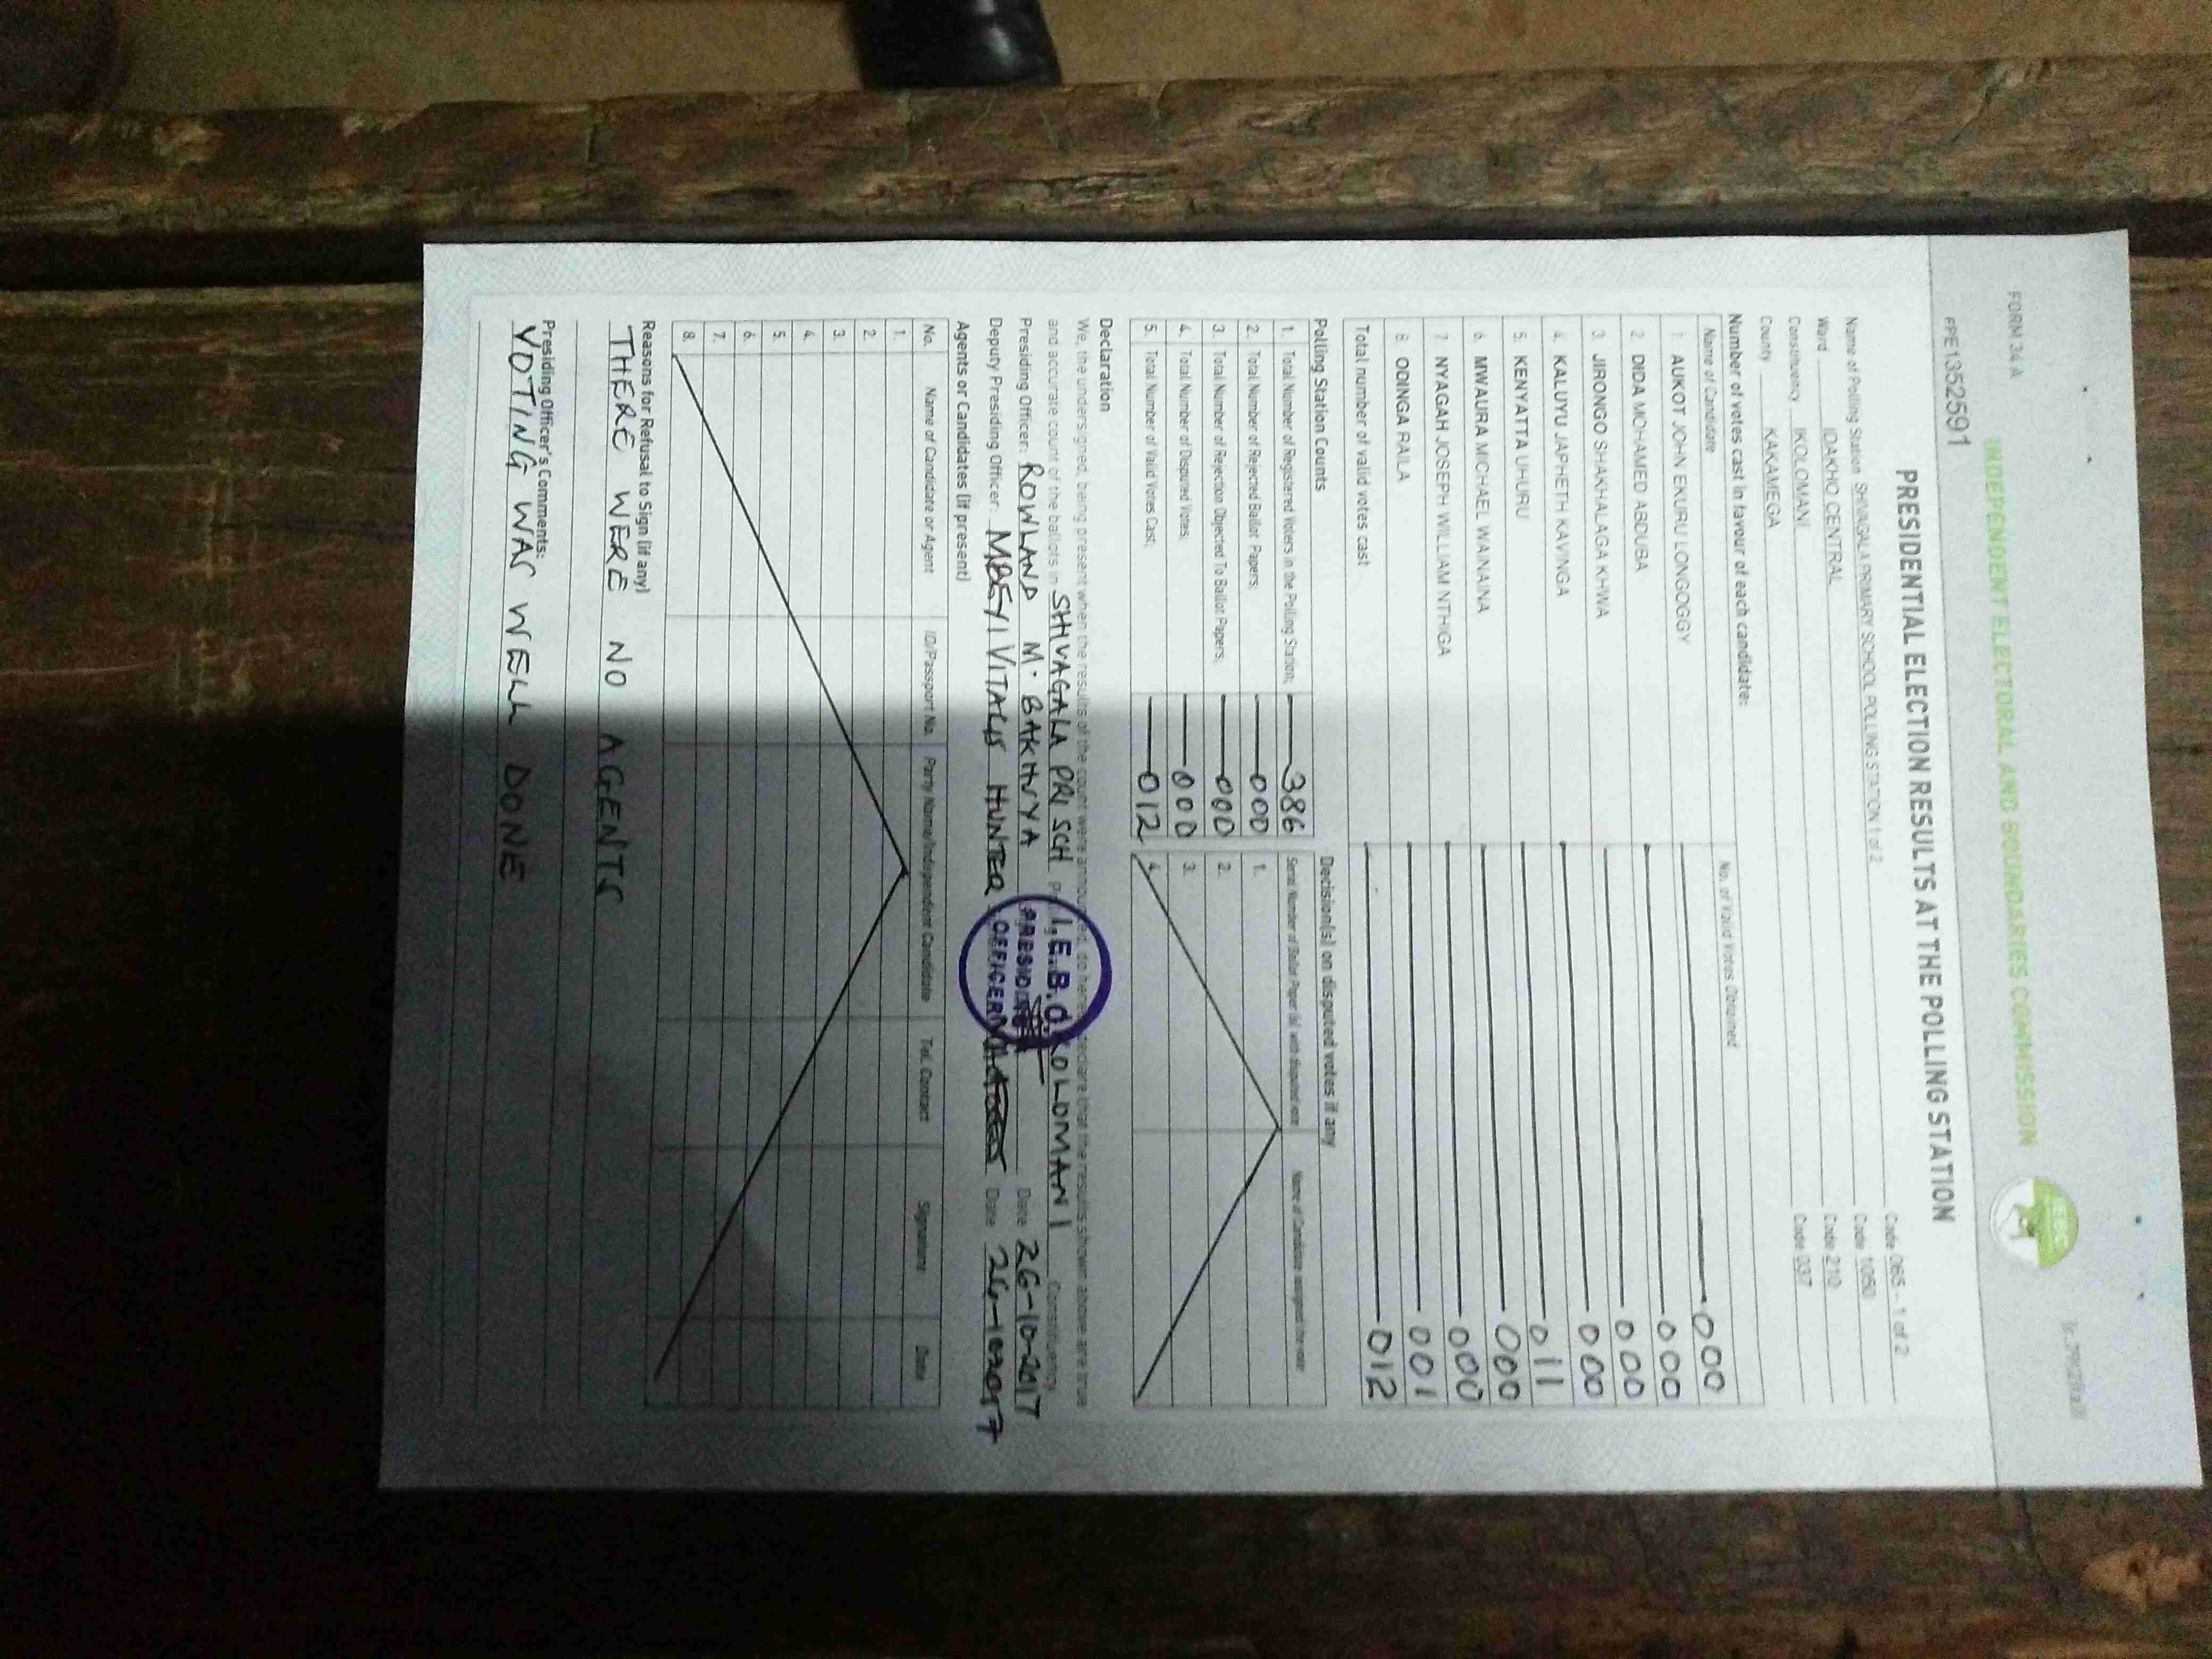 FORM 34 A
INDEPENDENT ELECTORAL AND BOUNDARIES COMMISSION
IEBC
FPE1352591
PRESIDENTIAL ELECTION RESULTS AT THE POLLING STATION
Name of Polling Station SHIVAGALA PRIMARY SCHOOL POLLING STATION 1 of 2 Code 065 - 1 of 2
Ward IDAKHO CENTRAL Code 1050
Constituency IKOLOMANI Code 210
County KAKAMEGA Code 037
Number of votes cast in favour of each candidate:
Name of Candidate No. of Valid Votes Obtained
1. AUKOT JOHN EKURU LONGOGGY 000
2. DIDA MOHAMED ABDUBA 000
3. JIRONGO SHAKHALAGA KHWA 000
4. KALUYU JAPHETH KAVINGA 000
5. KENYATTA UHURU 011
6. MWAURA MICHAEL WAINAINA 000
7. NYAGAH JOSEPH WILLIAM NTHIGA 000
8. ODINGA RAILA 001
Total number of valid votes cast 012
Polling Station Counts Decision(s) on disputed votes if any
1. Total Number of Registered Voters in the Polling Station; 386 Serial Number of Ballot Paper (s) with disputed vote Name of Candidate assigned the vote
2. Total Number of Rejected Ballot Papers; 000 1.
3. Total Number of Rejection Objected To Ballot Papers; 000 2.
4. Total Number of Disputed Votes; 000 3.
5. Total Number of Valid Votes Cast; 012 4.
Declaration
We, the undersigned, being present when the results of the count were announced, do hereby declare that the results shown above are true
and accurate count of the ballots in SHIVAGALA PRI SCH IKOLOMANI Constituency
Presiding Officer: ROWLAND M. BAKHUYA Date 26-10-2017
Deputy Presiding Officer: MBEYI VITALIS HUNTER Date 26-10-2017
I.E.B.C.
PRESIDING
OFFICER
Agents or Candidates (if present)
No. Name of Candidate or Agent ID/Passport No. Party Name/Independent Candidate Tel. Contact Signature Date
1.
2.
3.
4.
5.
6.
7.
8.
Reasons for Refusal to Sign (if any)
THERE WERE NO AGENTS
Presiding Officer's Comments:
VOTING WAS WELL DONE